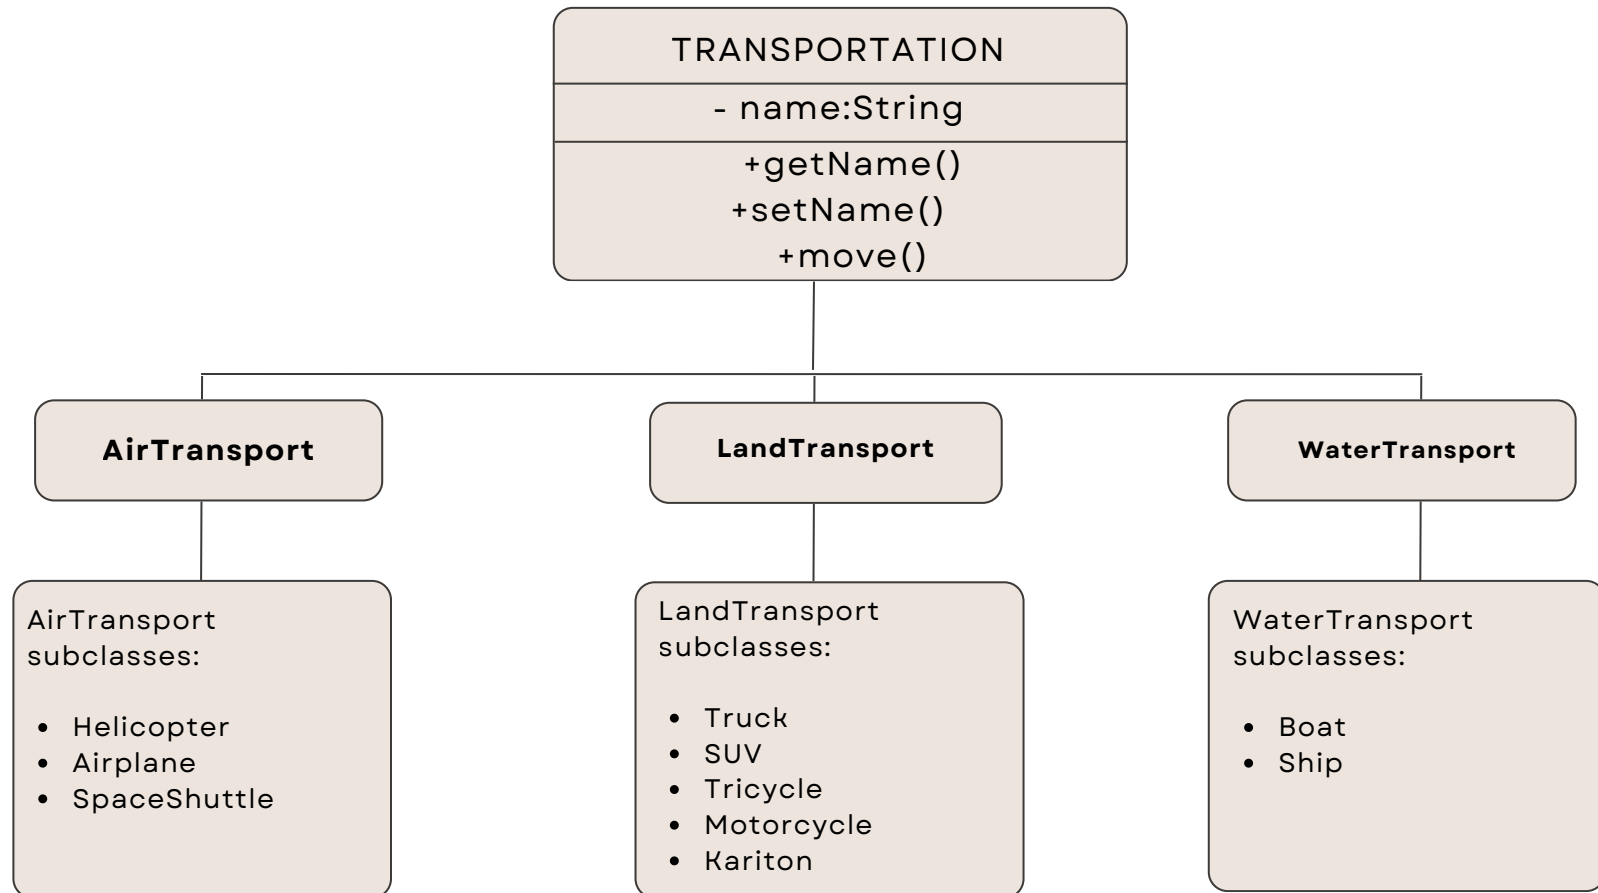 TRANSPORTATION
- name:String
+getName()
+setName()
+move()
AirTransport
LandTransport
WaterTransport
AirTransport
subclasses:
• Helicopter
• Airplane
• SpaceShuttle
LandTransport
subclasses:
• Truck
• SUV
• Tricycle
• Motorcycle
• Kariton
WaterTransport
subclasses:
• Boat
• Ship